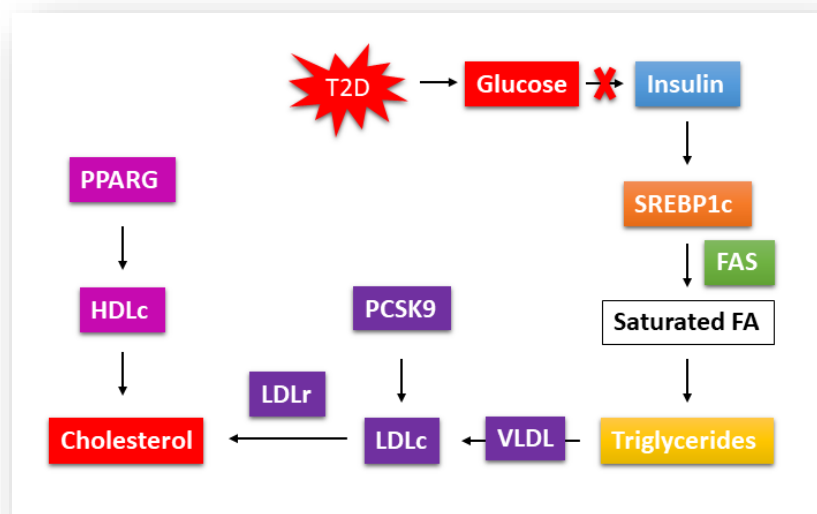 T2D
Glucose
Insulin
PPARG
SREBP1c
FAS
HDLc
PCSK9
Saturated FA
LDLr
Cholesterol
LDLc
VLDL
Triglycerides